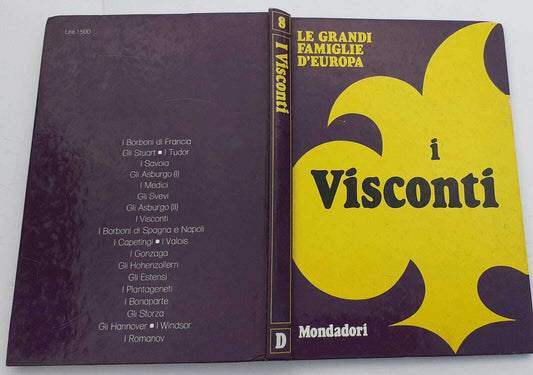 Lire 1500
I Borboni di Francia
Gli Stuart ■ I Tudor
I Savoia
Gli Asburgo (I)
I Medici
Gli Svevi
Gli Asburgo (II)
I Visconti
I Borboni di Spagna e Napoli
I Capetingi ■ I Valois
I Gonzaga
Gli Hohenzollern
Gli Estensi
I Plantageneti
I Bonaparte
Gli Sforza
Gli Hannover ■ I Windsor
I Romanov
8
I Visconti
D
LE GRANDI
FAMIGLIE
D'EUROPA
i
Visconti
Mondadori